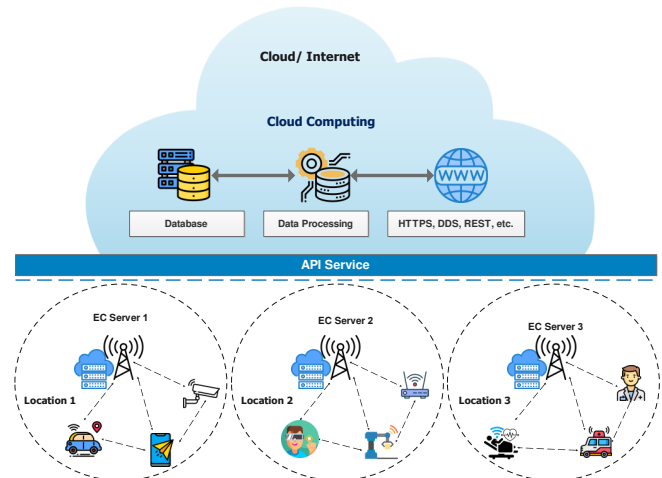 Cloud/ Internet
Cloud Computing
WWW
Database
Data Processing
HTTPS, DDS, REST, etc.
API Service
EC Server 1
EC Server 2
EC Server 3
Location 1
Location 2
Location 3